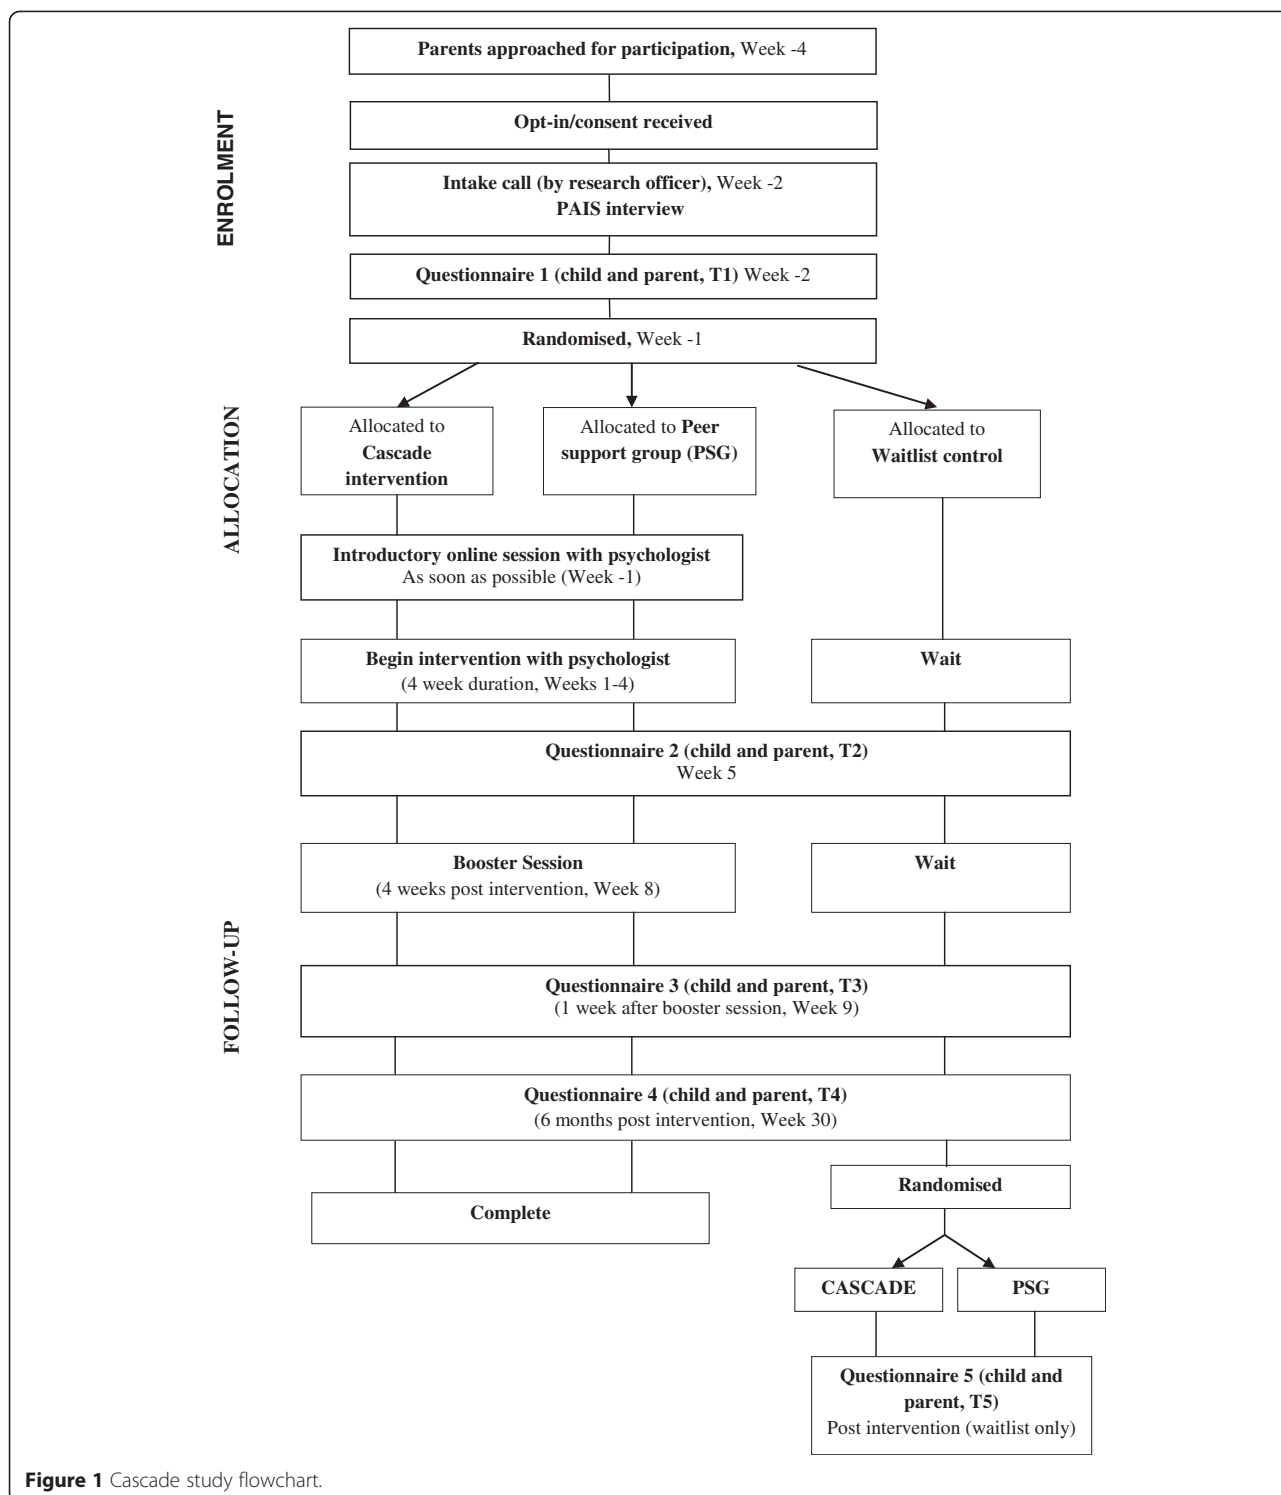 Parents approached for participation, Week -4
ENROLMENT
Opt-in/consent received
Intake call (by research officer), Week -2
PAIS interview
Questionnaire 1 (child and parent, T1) Week -2
Randomised, Week -1
ALLOCATION
Allocated to
Cascade
intervention
Allocated to Peer
support group (PSG)
Allocated to
Waitlist control
Introductory online session with psychologist
As soon as possible (Week -1)
Begin intervention with psychologist
(4 week duration, Weeks 1-4)
Wait
Questionnaire 2 (child and parent, T2)
Week 5
Booster Session
(4 weeks post intervention, Week 8)
Wait
FOLLOW-UP
Questionnaire 3 (child and parent, T3)
(1 week after booster session, Week 9)
Questionnaire 4 (child and parent, T4)
(6 months post intervention, Week 30)
Randomised
Complete
CASCADE
PSG
Questionnaire 5 (child and
parent, T5)
Post intervention (waitlist only)
Figure 1 Cascade study flowchart.